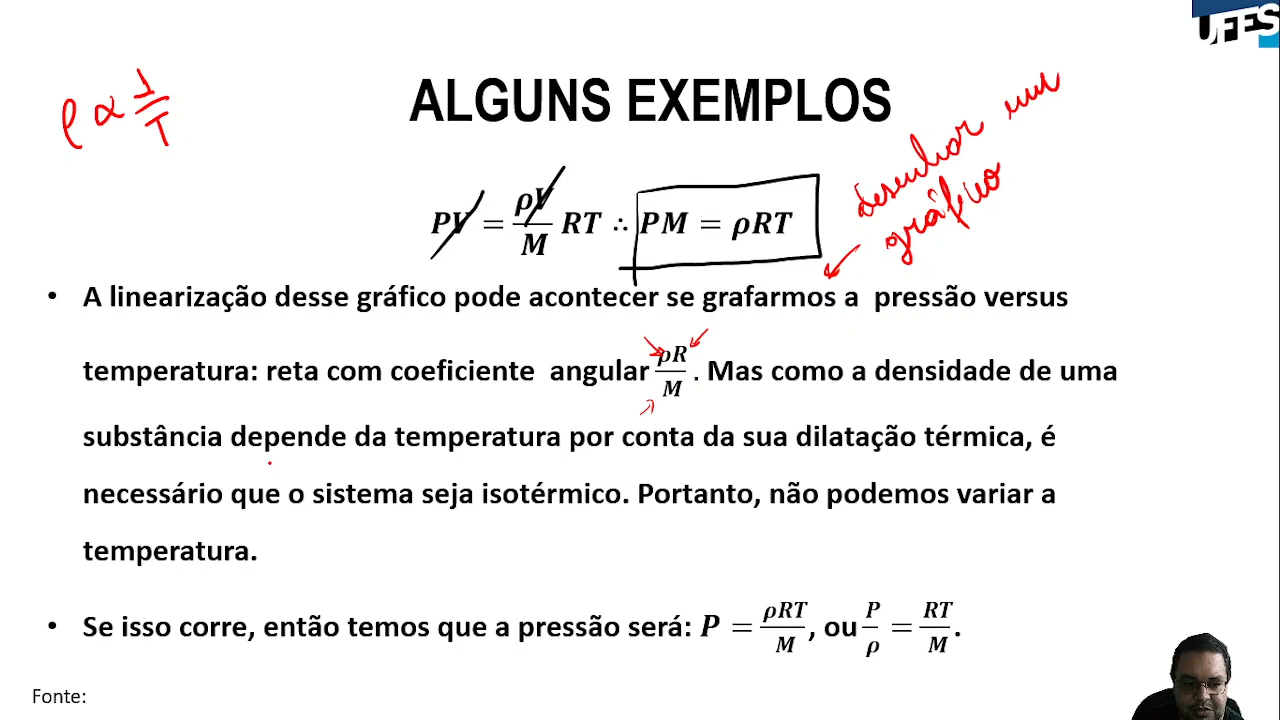 UFES
ρ ∝ 1/T
ALGUNS EXEMPLOS
desenhar um
gráfico
PV = ρV/M RT ∴ PM = ρRT
• A linearização desse gráfico pode acontecer se grafarmos a pressão versus
temperatura: reta com coeficiente angular ρR/M. Mas como a densidade de uma
substância depende da temperatura por conta da sua dilatação térmica, é
necessário que o sistema seja isotérmico. Portanto, não podemos variar a
temperatura.
• Se isso corre, então temos que a pressão será: P = ρRT/M, ou P/ρ = RT/M.
Fonte: